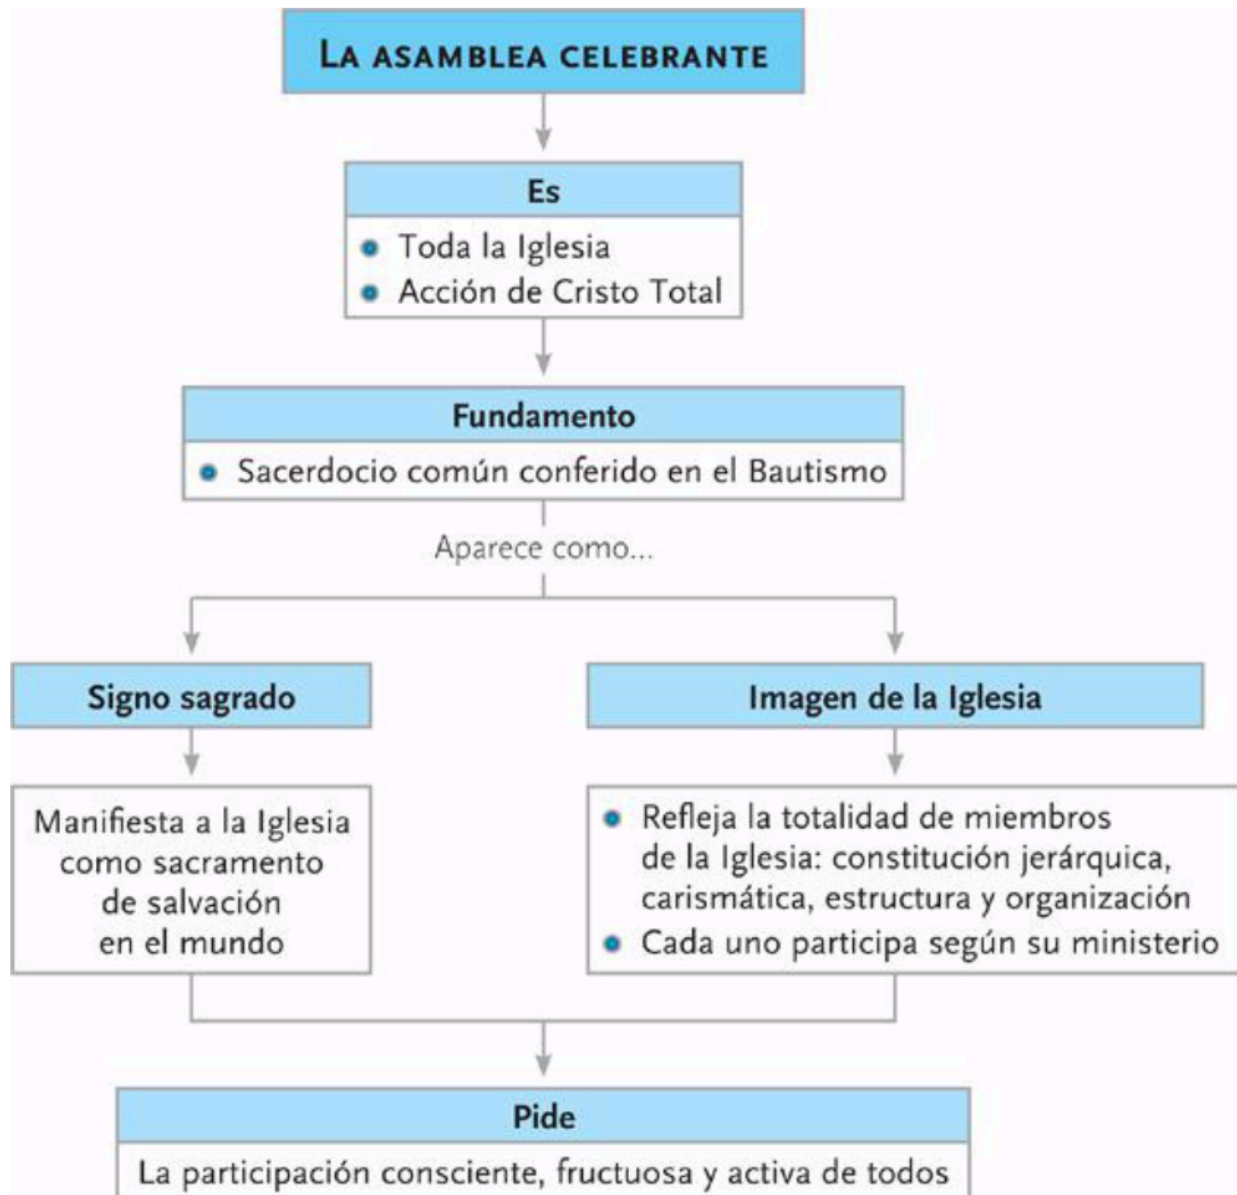 LA ASAMBLEA CELEBRANTE
Es
Toda la Iglesia
Acción de Cristo Total
Fundamento
Sacerdocio común conferido en el Bautismo
Aparece como...
Signo sagrado
Manifiesta a la Iglesia
como sacramento
de salvación
en el mundo
Imagen de la Iglesia
Refleja la totalidad de miembros
de la Iglesia: constitución jerárquica,
carismática, estructura y organización
Cada uno participa según su ministerio
Pide
La participación consciente, fructuosa y activa de todos